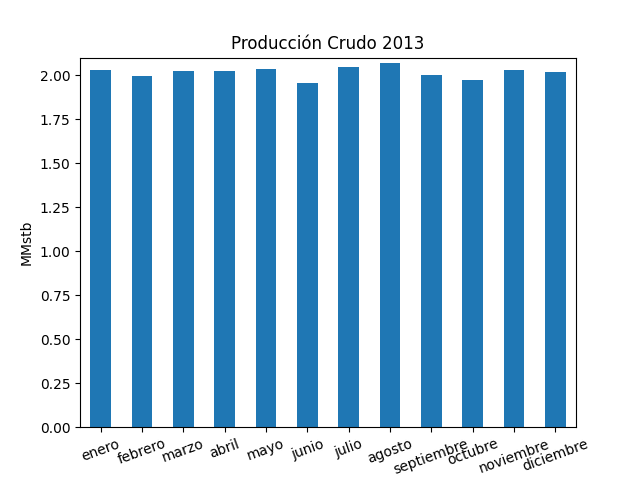 Producción Crudo 2013
2.00
1.75
1.50
1.25
1.00
0.75
0.50
0.25
0.00
MMstb
enero
febrero
marzo
abril
mayo
junio
julio
agosto
septiembre
octubre
noviembre
diciembre